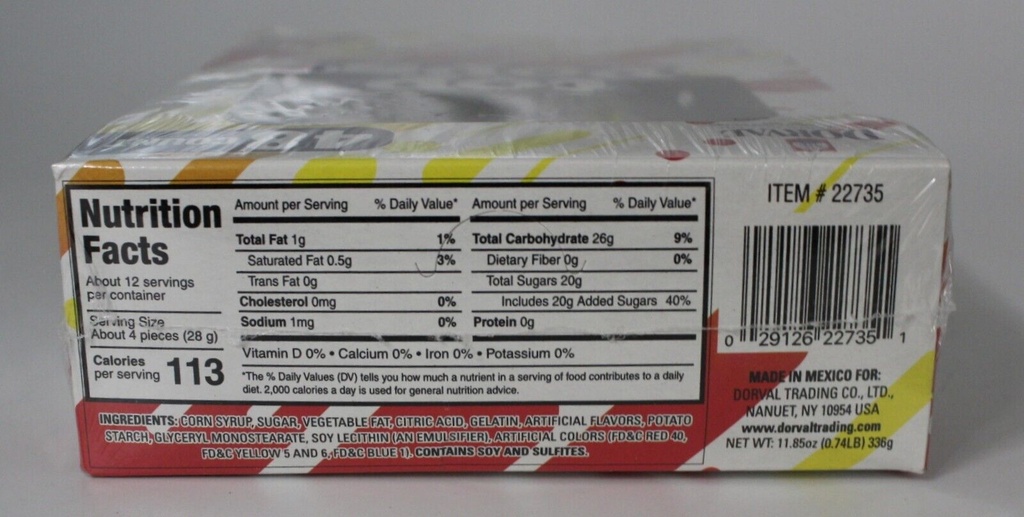 DORVAL
Nutrition
Facts
About 12 servings
per container
Serving Size
About 4 pieces (28 g)
Calories
per serving 113
Amount per Serving % Daily Value*
Total Fat 1g 1%
Saturated Fat 0.5g 3%
Trans Fat 0g
Cholesterol 0mg 0%
Sodium 1mg 0%
Amount per Serving % Daily Value*
Total Carbohydrate 26g 9%
Dietary Fiber 0g 0%
Total Sugars 20g
Includes 20g Added Sugars 40%
Protein 0g
Vitamin D 0% • Calcium 0% • Iron 0% • Potassium 0%
*The % Daily Values (DV) tells you how much a nutrient in a serving of food contributes to a daily
diet. 2,000 calories a day is used for general nutrition advice.
INGREDIENTS: CORN SYRUP, SUGAR, VEGETABLE FAT, CITRIC ACID, GELATIN, ARTIFICIAL FLAVORS, POTATO
STARCH, GLYCERYL MONOSTEARATE, SOY LECITHIN (AN EMULSIFIER), ARTIFICIAL COLORS (FD&C RED 40,
FD&C YELLOW 5 AND 6, FD&C BLUE 1). CONTAINS SOY AND SULFITES.
ITEM # 22735
0 29126 22735 1
MADE IN MEXICO FOR:
DORVAL TRADING CO., LTD.,
NANUET, NY 10954 USA
www.dorvaltrading.com
NET WT: 11.85oz (0.74LB) 336g